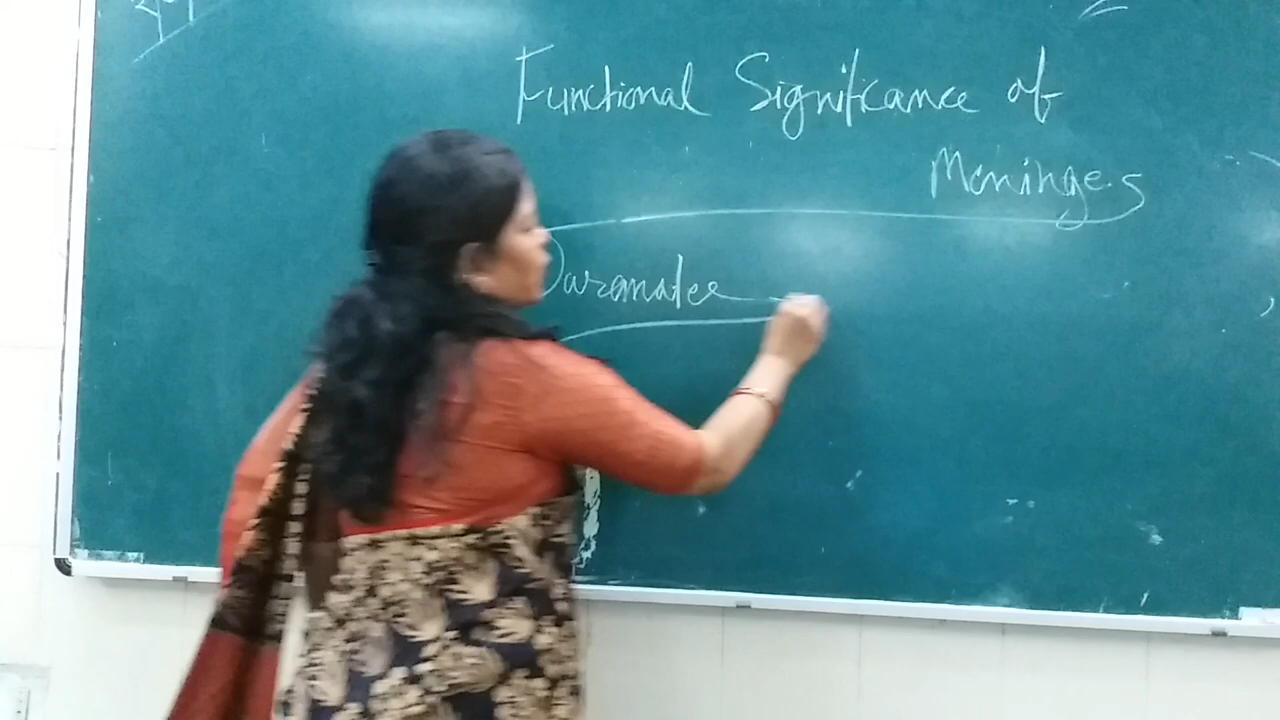 Functional Significance of
Meninges
Duramater